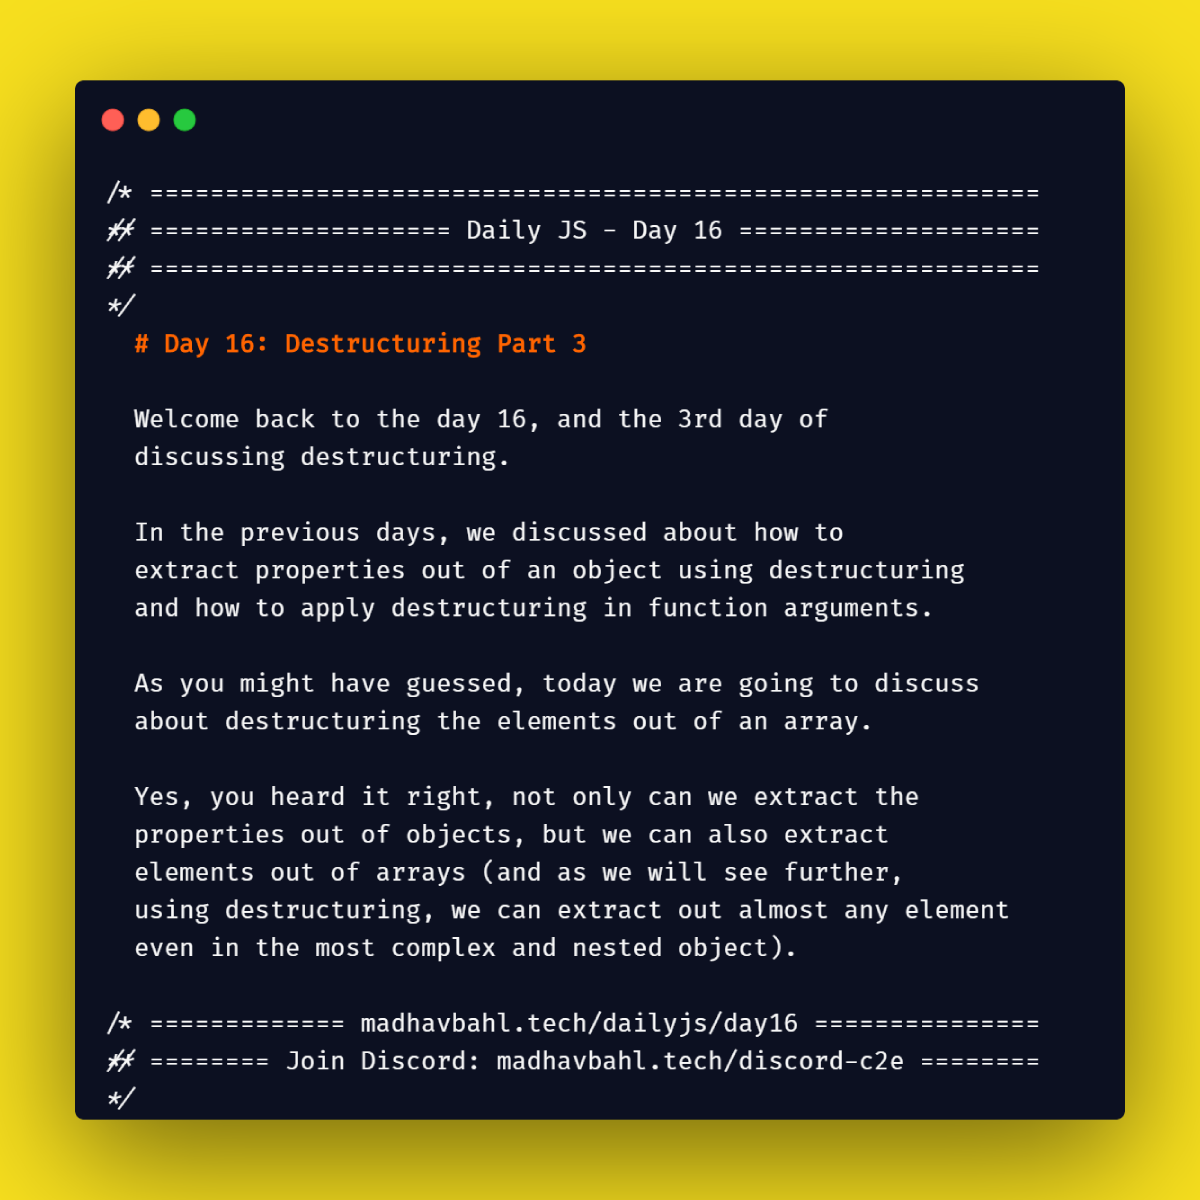 /* ===========================================================
*// ==================== Daily JS - Day 16 ====================
*// ===========================================================
*/
# Day 16: Destructuring Part 3
Welcome back to the day 16, and the 3rd day of
discussing destructuring.
In the previous days, we discussed about how to
extract properties out of an object using destructuring
and how to apply destructuring in function arguments.
As you might have guessed, today we are going to discuss
about destructuring the elements out of an array.
Yes, you heard it right, not only can we extract the
properties out of objects, but we can also extract
elements out of arrays (and as we will see further,
using destructuring, we can extract out almost any element
even in the most complex and nested object).
/* ============= madhavbahl.tech/dailyjs/day16 ===============
*// ======== Join Discord: madhavbahl.tech/discord-c2e ========
*/